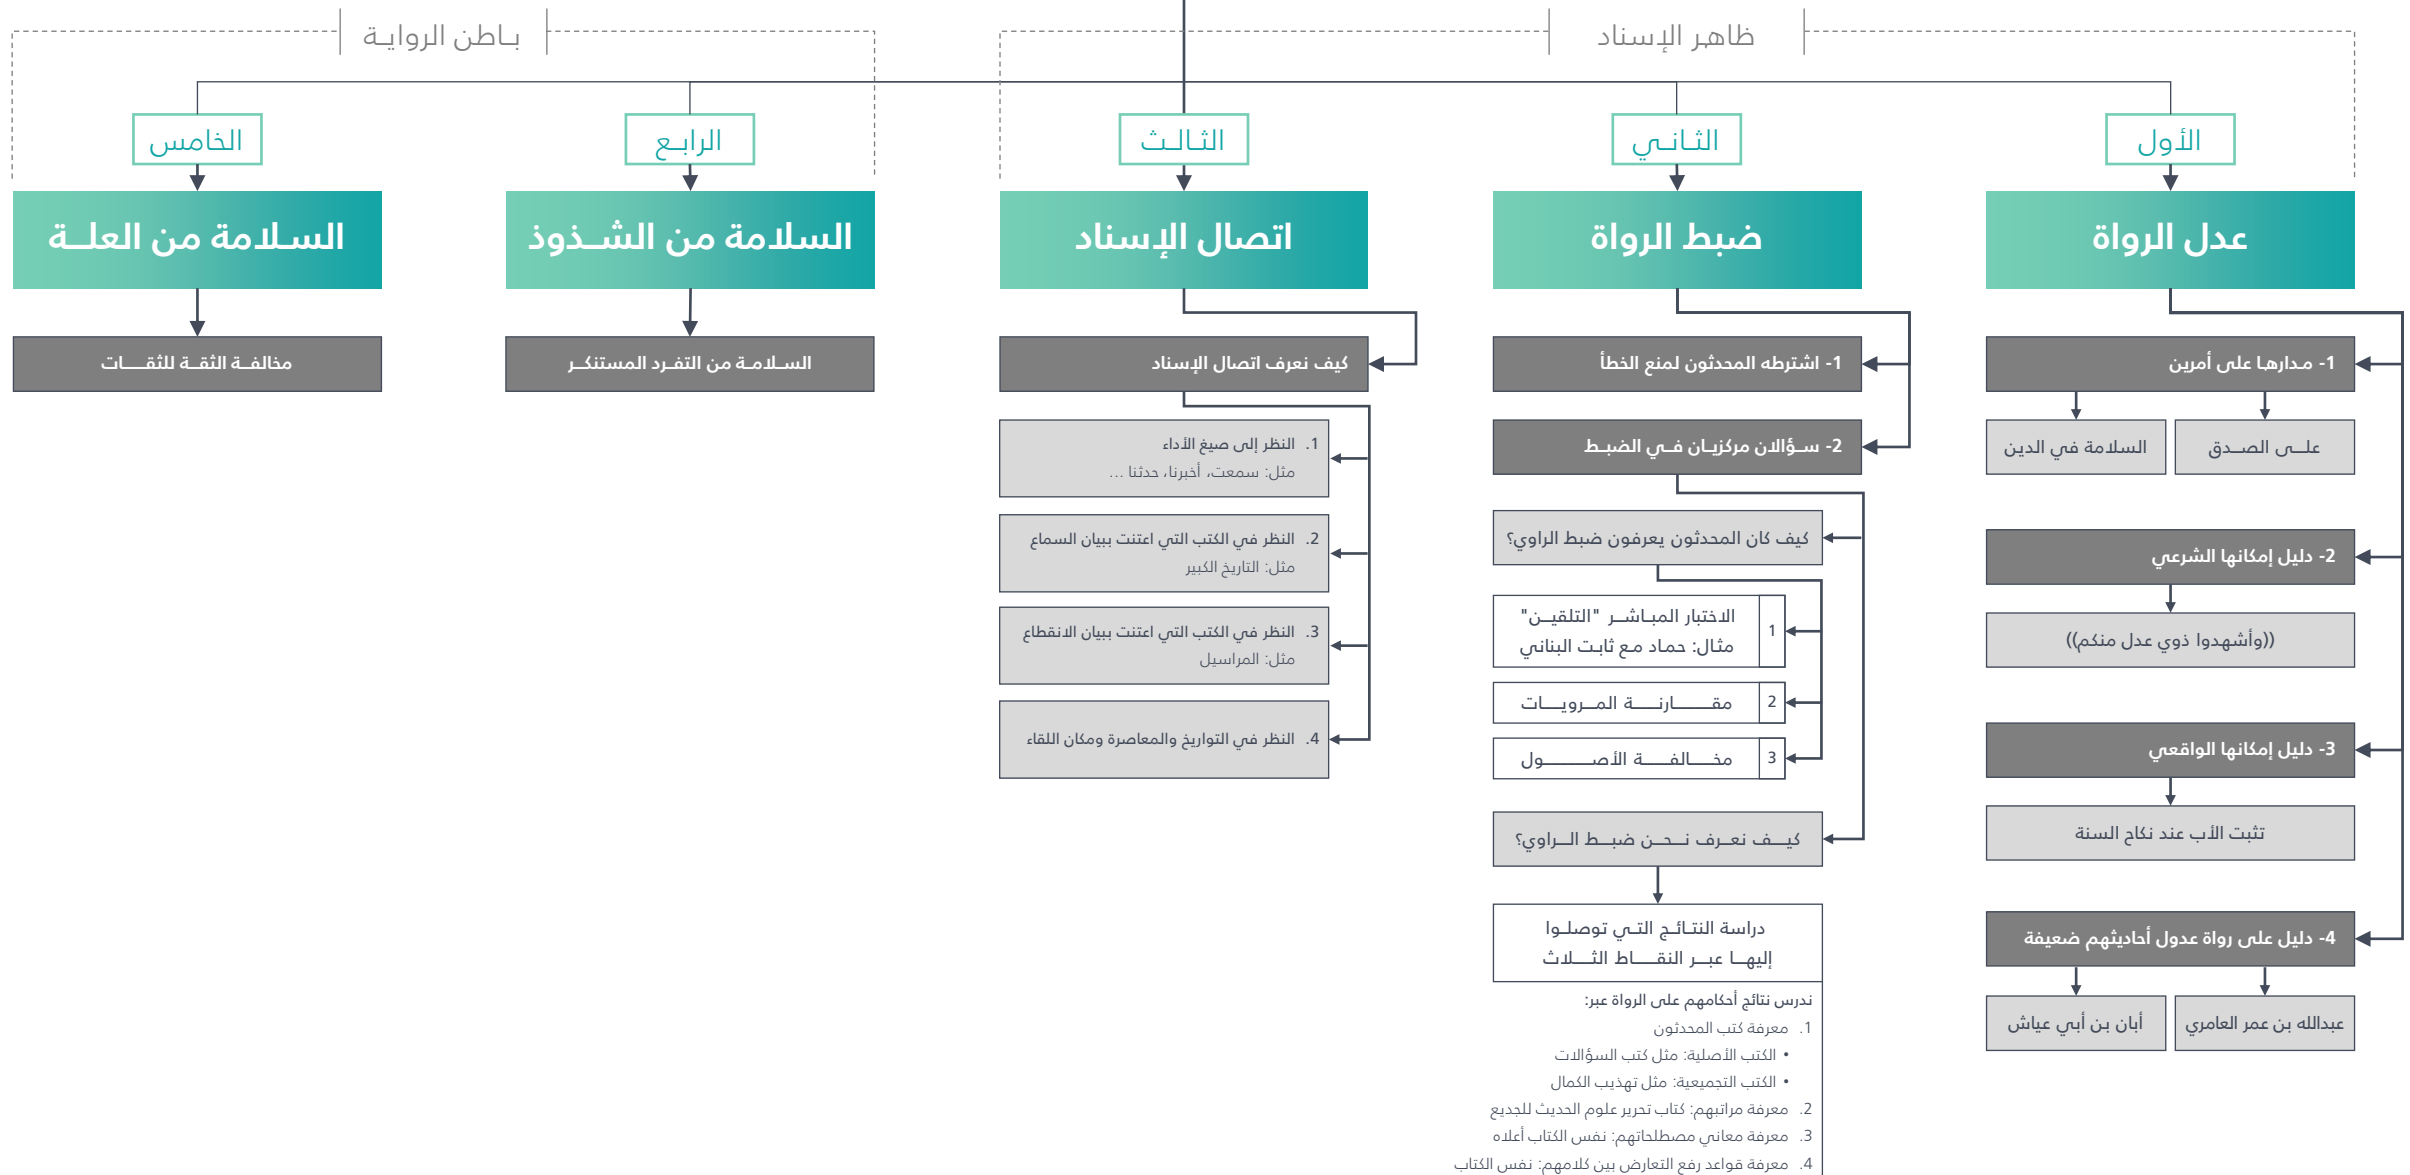 ظاهر الإسناد
باطن الرواية
الأول
الثاني
الثالث
الرابع
الخامس
عدل الرواة
ضبط الرواة
اتصال الإسناد
السلامة من الشذوذ
السلامة من العلة
1- مدارها على أمرين
على الصدق
السلامة في الدين
2- دليل إمكانها الشرعي
((وأشهدوا ذوي عدل منكم))
3- دليل إمكانها الواقعي
تثبت الأب عند نكاح السنة
4- دليل على رواة عدول أحاديثهم ضعيفة
عبدالله بن عمر العامري
أبان بن أبي عياش
1- اشترطه المحدثون لمنع الخطأ
2- سؤالان مركزيان في الضبط
كيف كان المحدثون يعرفون ضبط الراوي؟
1
الاختبار المباشر "التلقين"
مثال: حماد مع ثابت البناني
2 مقارنة المرويات
3 مخالفة الأصول
كيف نعرف نحن ضبط الراوي؟
دراسة النتائج التي توصلوا
إليها عبر النقاط الثلاث
ندرس نتائج أحكامهم على الرواة عبر:
1. معرفة كتب المحدثون
• الكتب الأصلية: مثل كتب السؤالات
• الكتب التجميعية: مثل تهذيب الكمال
2. معرفة مراتبهم: كتاب تحرير علوم الحديث للجديع
3. معرفة معاني مصطلحاتهم: نفس الكتاب أعلاه
4. معرفة قواعد رفع التعارض بين كلامهم: نفس الكتاب
كيف نعرف اتصال الإسناد
1. النظر إلى صيغ الأداء
مثل: سمعت، أخبرنا، حدثنا ...
2. النظر في الكتب التي اعتنت ببيان السماع
مثل: التاريخ الكبير
3. النظر في الكتب التي اعتنت ببيان الانقطاع
مثل: المراسيل
4. النظر في التواريخ والمعاصرة ومكان اللقاء
السلامة من التفرد المستنكر
مخالفة الثقة للثقات